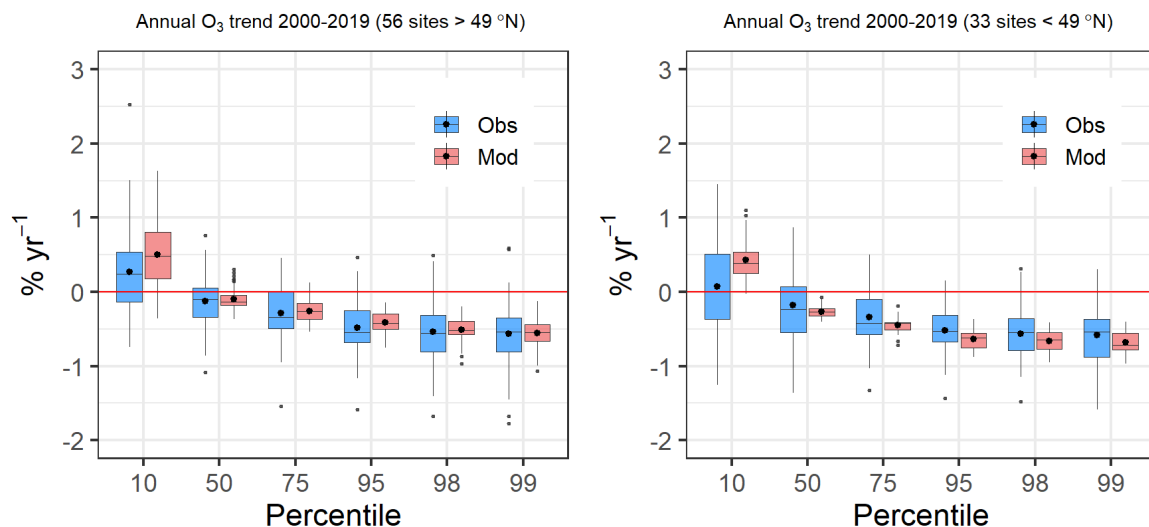 Annual O₃ trend 2000-2019 (56 sites > 49 °N)
3
2
1
0
-1
-2
% yr⁻¹
Obs
Mod
10 50 75 95 98 99
Percentile
Annual O₃ trend 2000-2019 (33 sites < 49 °N)
3
2
1
0
-1
-2
% yr⁻¹
Obs
Mod
10 50 75 95 98 99
Percentile